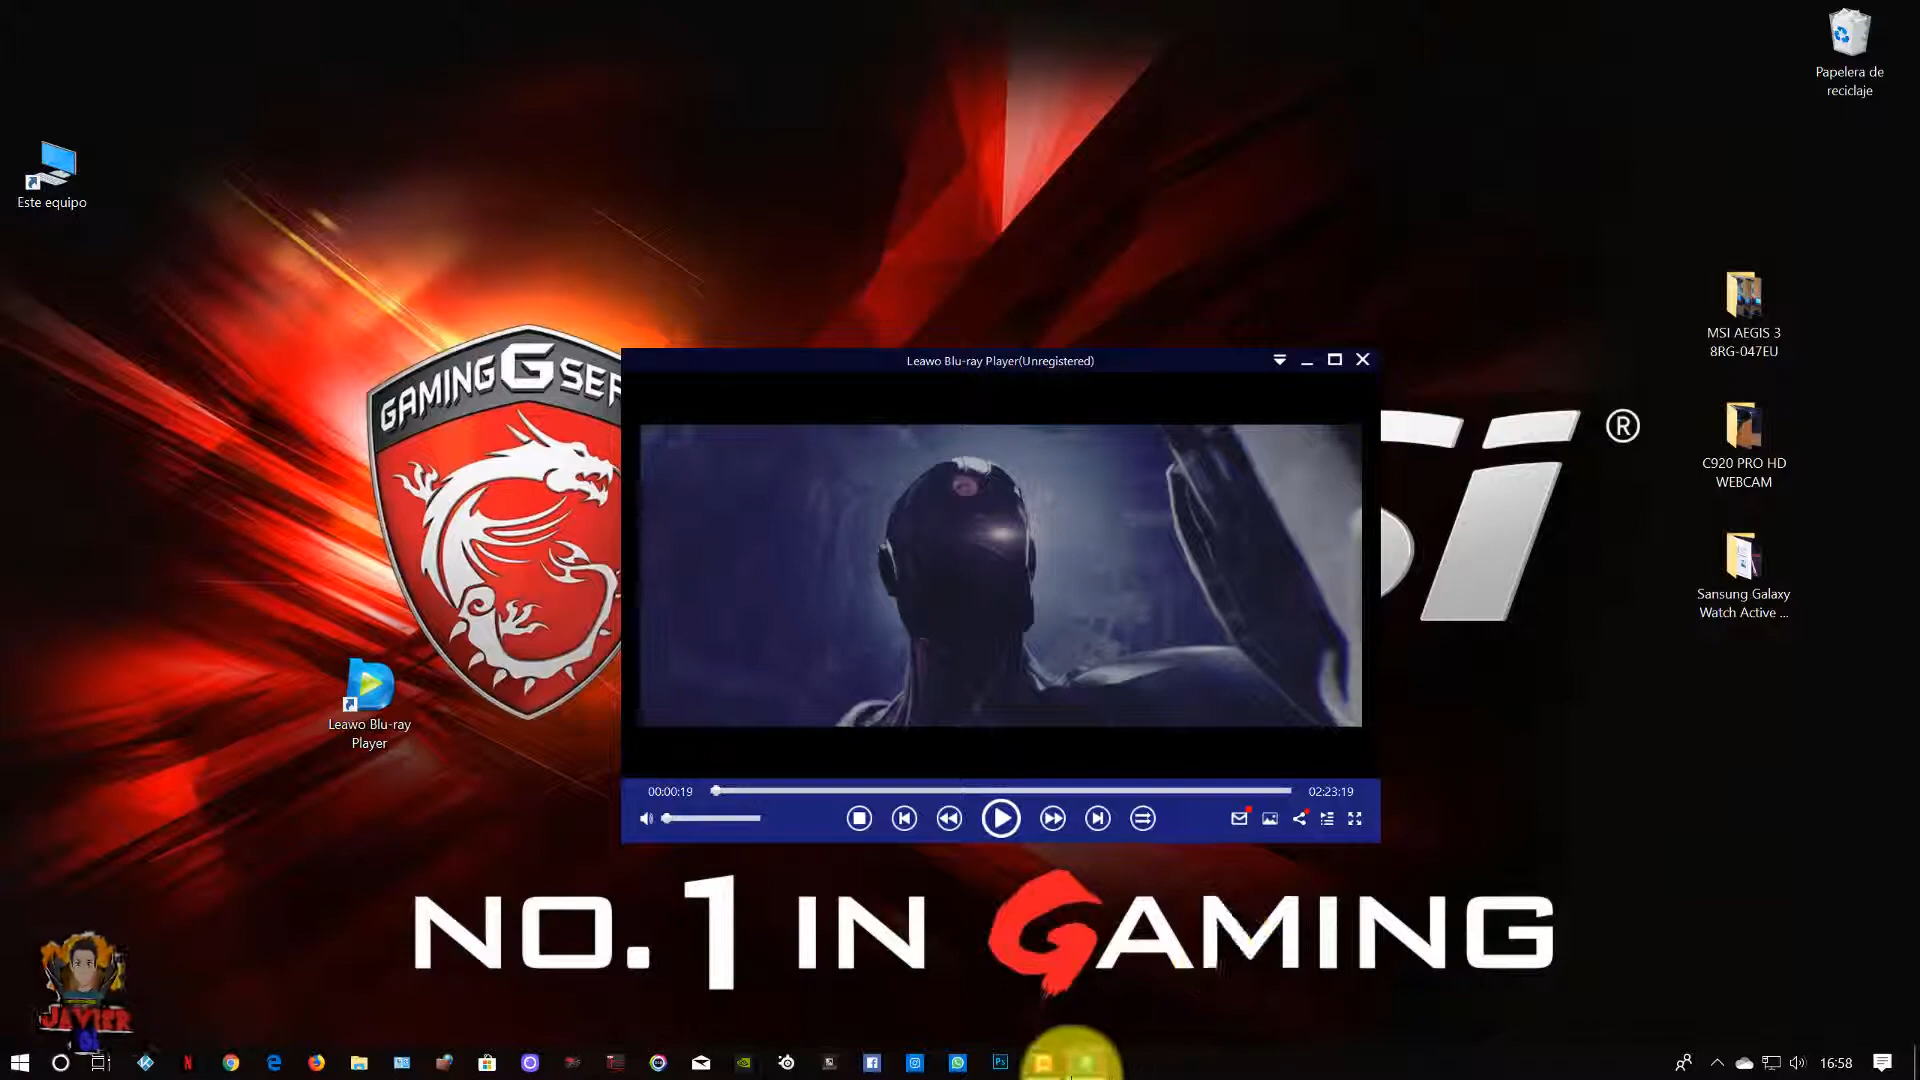 Papelera de
reciclaje
Este equipo
MSI AEGIS 3
8RG-047EU
GAMING G SER
Leawo Blu-ray Player(Unregistered)
®
C920 PRO HD
WEBCAM
Sansung Galaxy
Watch Active ...
Leawo Blu-ray
Player
00:00:19
02:23:19
NO.1 IN GAMING
JAVIER
16:58